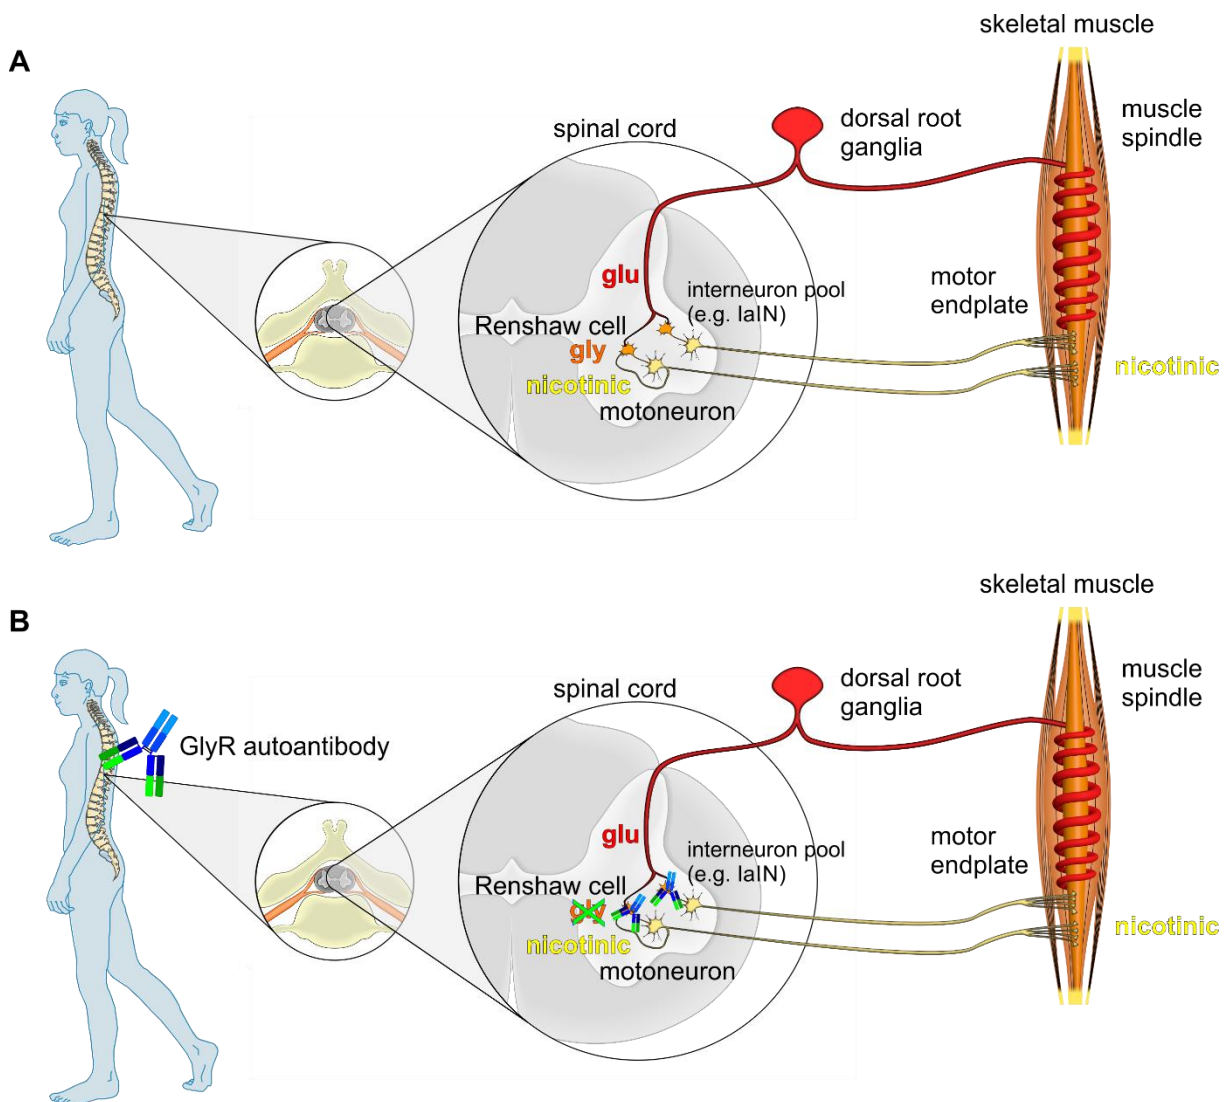 A
skeletal muscle
muscle
spindle
dorsal root
ganglia
spinal cord
glu
interneuron pool
(e.g. IaIN)
motor
endplate
Renshaw cell
gly
nicotinic
motoneuron
nicotinic
B
skeletal muscle
muscle
spindle
dorsal root
ganglia
spinal cord
GlyR autoantibody
glu
interneuron pool
(e.g. IaIN)
motor
endplate
Renshaw cell
gly
nicotinic
motoneuron
nicotinic